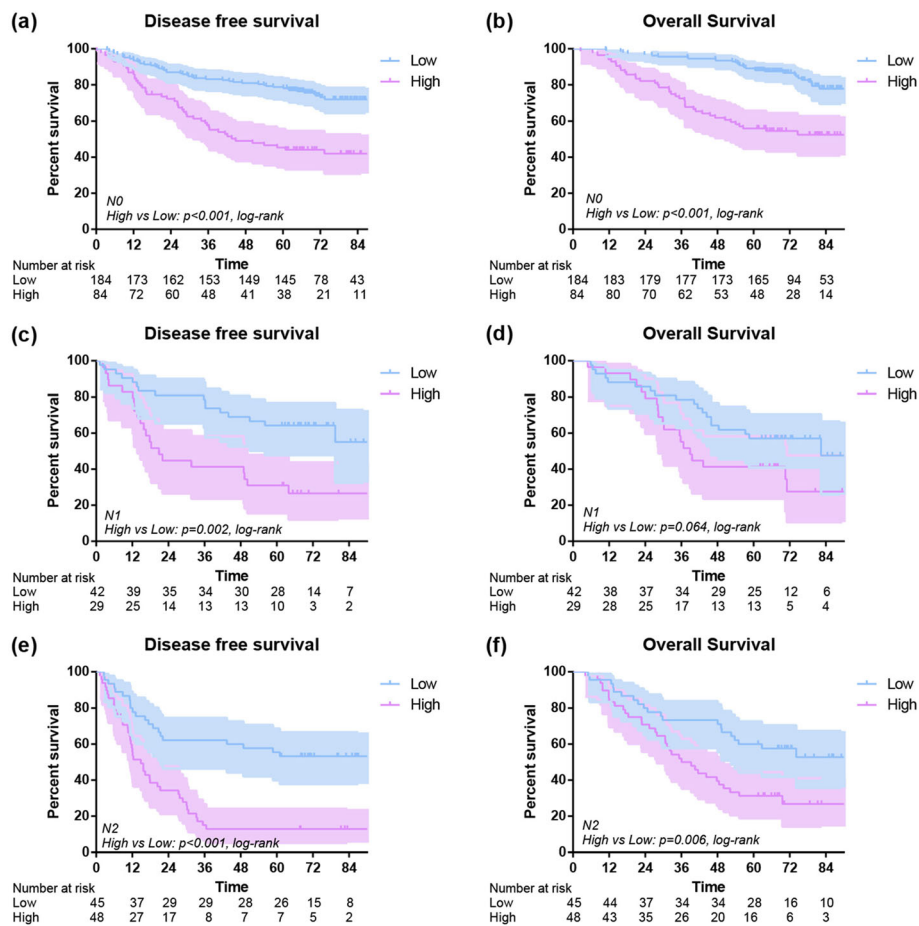 (a) Disease free survival
Percent survival
100
80
60
40
20
0
Low
High
N0
High vs Low: p<0.001, log-rank
0 12 24 36 48 60 72 84
Time
Number at risk
Low 184 173 162 153 149 145 78 43
High 84 72 60 48 41 38 21 11
(b) Overall Survival
Percent survival
100
80
60
40
20
0
Low
High
N0
High vs Low: p<0.001, log-rank
0 12 24 36 48 60 72 84
Time
Number at risk
Low 184 183 179 177 173 165 94 53
High 84 80 70 62 53 48 28 14
(c) Disease free survival
Percent survival
100
80
60
40
20
0
Low
High
N1
High vs Low: p=0.002, log-rank
0 12 24 36 48 60 72 84
Time
Number at risk
Low 42 39 35 34 30 28 14 7
High 29 25 14 13 13 10 3 2
(d) Overall Survival
Percent survival
100
80
60
40
20
0
Low
High
N1
High vs Low: p=0.064, log-rank
0 12 24 36 48 60 72 84
Time
Number at risk
Low 42 38 37 34 29 25 12 6
High 29 28 25 17 13 13 5 4
(e) Disease free survival
Percent survival
100
80
60
40
20
0
Low
High
N2
High vs Low: p<0.001, log-rank
0 12 24 36 48 60 72 84
Time
Number at risk
Low 45 37 29 29 28 26 15 8
High 48 27 17 8 7 7 5 2
(f) Overall Survival
Percent survival
100
80
60
40
20
0
Low
High
N2
High vs Low: p=0.006, log-rank
0 12 24 36 48 60 72 84
Time
Number at risk
Low 45 44 37 34 34 28 16 10
High 48 43 35 26 20 16 6 3